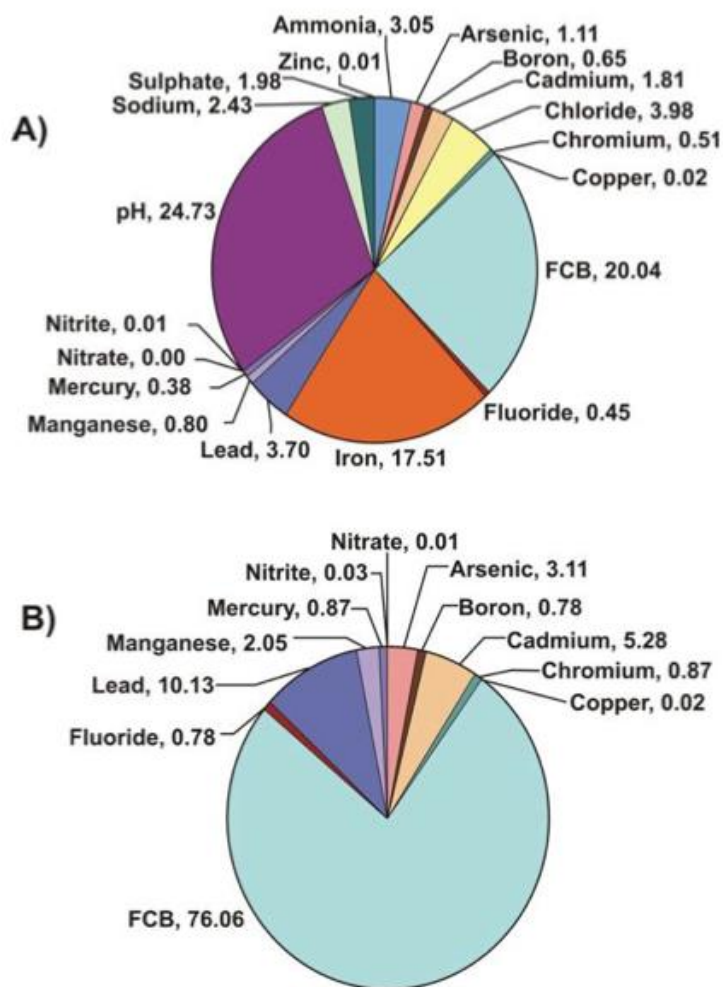 A)
Ammonia, 3.05
Arsenic, 1.11
Boron, 0.65
Cadmium, 1.81
Chloride, 3.98
Chromium, 0.51
Copper, 0.02
FCB, 20.04
Fluoride, 0.45
Iron, 17.51
Lead, 3.70
Manganese, 0.80
Mercury, 0.38
Nitrate, 0.00
Nitrite, 0.01
pH, 24.73
Sodium, 2.43
Sulphate, 1.98
Zinc, 0.01
B)
Nitrate, 0.01
Arsenic, 3.11
Boron, 0.78
Cadmium, 5.28
Chromium, 0.87
Copper, 0.02
FCB, 76.06
Fluoride, 0.78
Lead, 10.13
Manganese, 2.05
Mercury, 0.87
Nitrite, 0.03